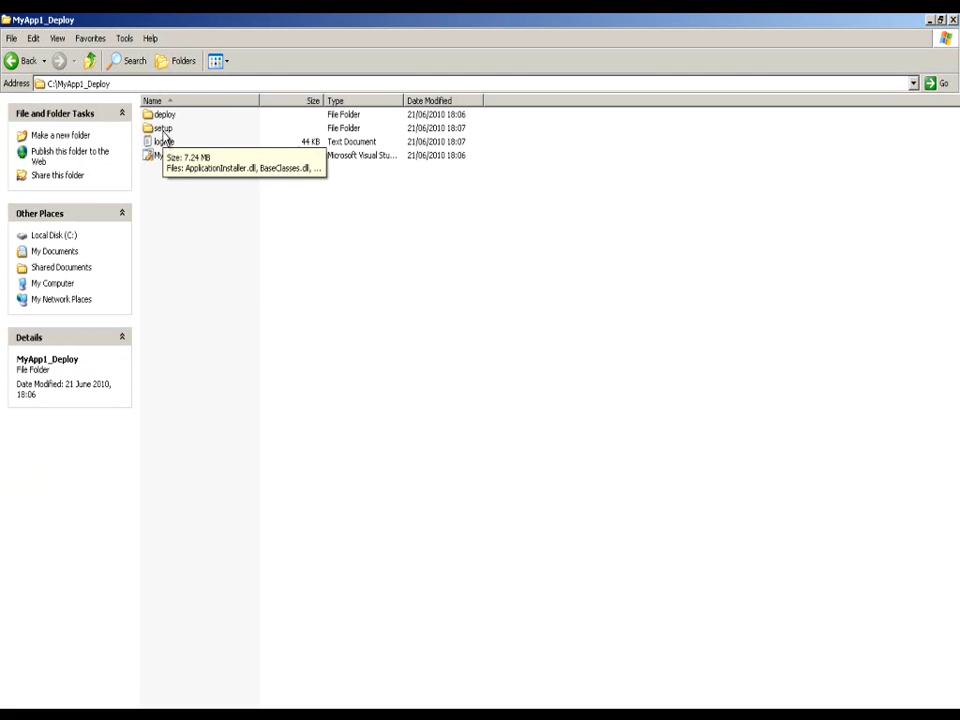 MyApp1_Deploy
File Edit View Favorites Tools Help
Back Search Folders
Address C:\MyApp1_Deploy Go
Name Size Type Date Modified
File and Folder Tasks
Make a new folder
Publish this folder to the
Web
Share this folder
Other Places
Local Disk (C:)
My Documents
Shared Documents
My Computer
My Network Places
Details
MyApp1_Deploy
File Folder
Date Modified: 21 June 2010,
18:06
deploy File Folder 21/06/2010 18:06
setup File Folder 21/06/2010 18:07
44 KB Text Document 21/06/2010 18:07
My Microsoft Visual Stu... 21/06/2010 18:06
Size: 7.24 MB
Files: ApplicationInstaller.dll, BaseClasses.dl, ...